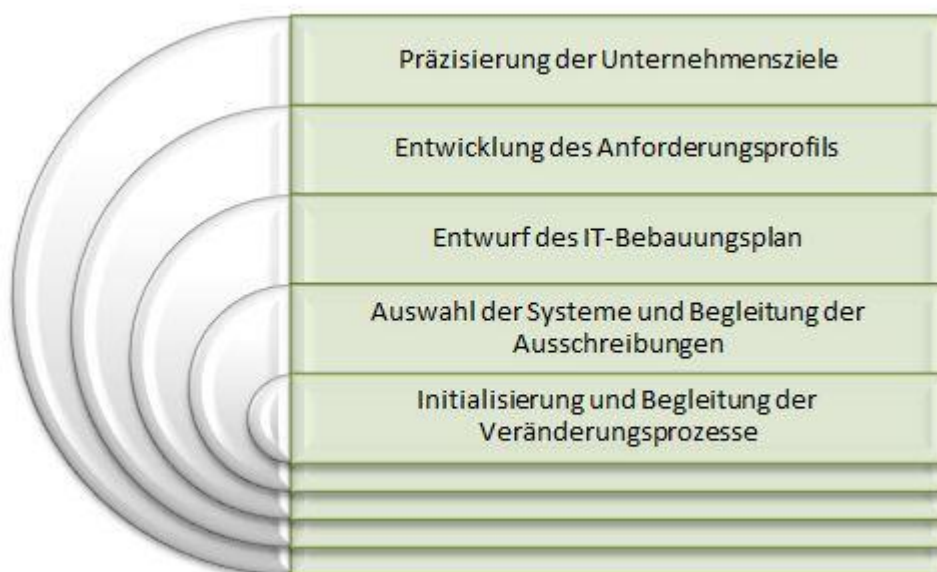 Präzisierung der Unternehmensziele
Entwicklung des Anforderungsprofils
Entwurf des IT-Bebauungsplan
Auswahl der Systeme und Begleitung der
Ausschreibungen
Initialisierung und Begleitung der
Veränderungsprozesse